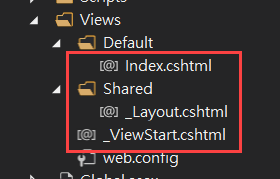 Views
Default
Index.cshtml
Shared
_Layout.cshtml
_ViewStart.cshtml
web.config